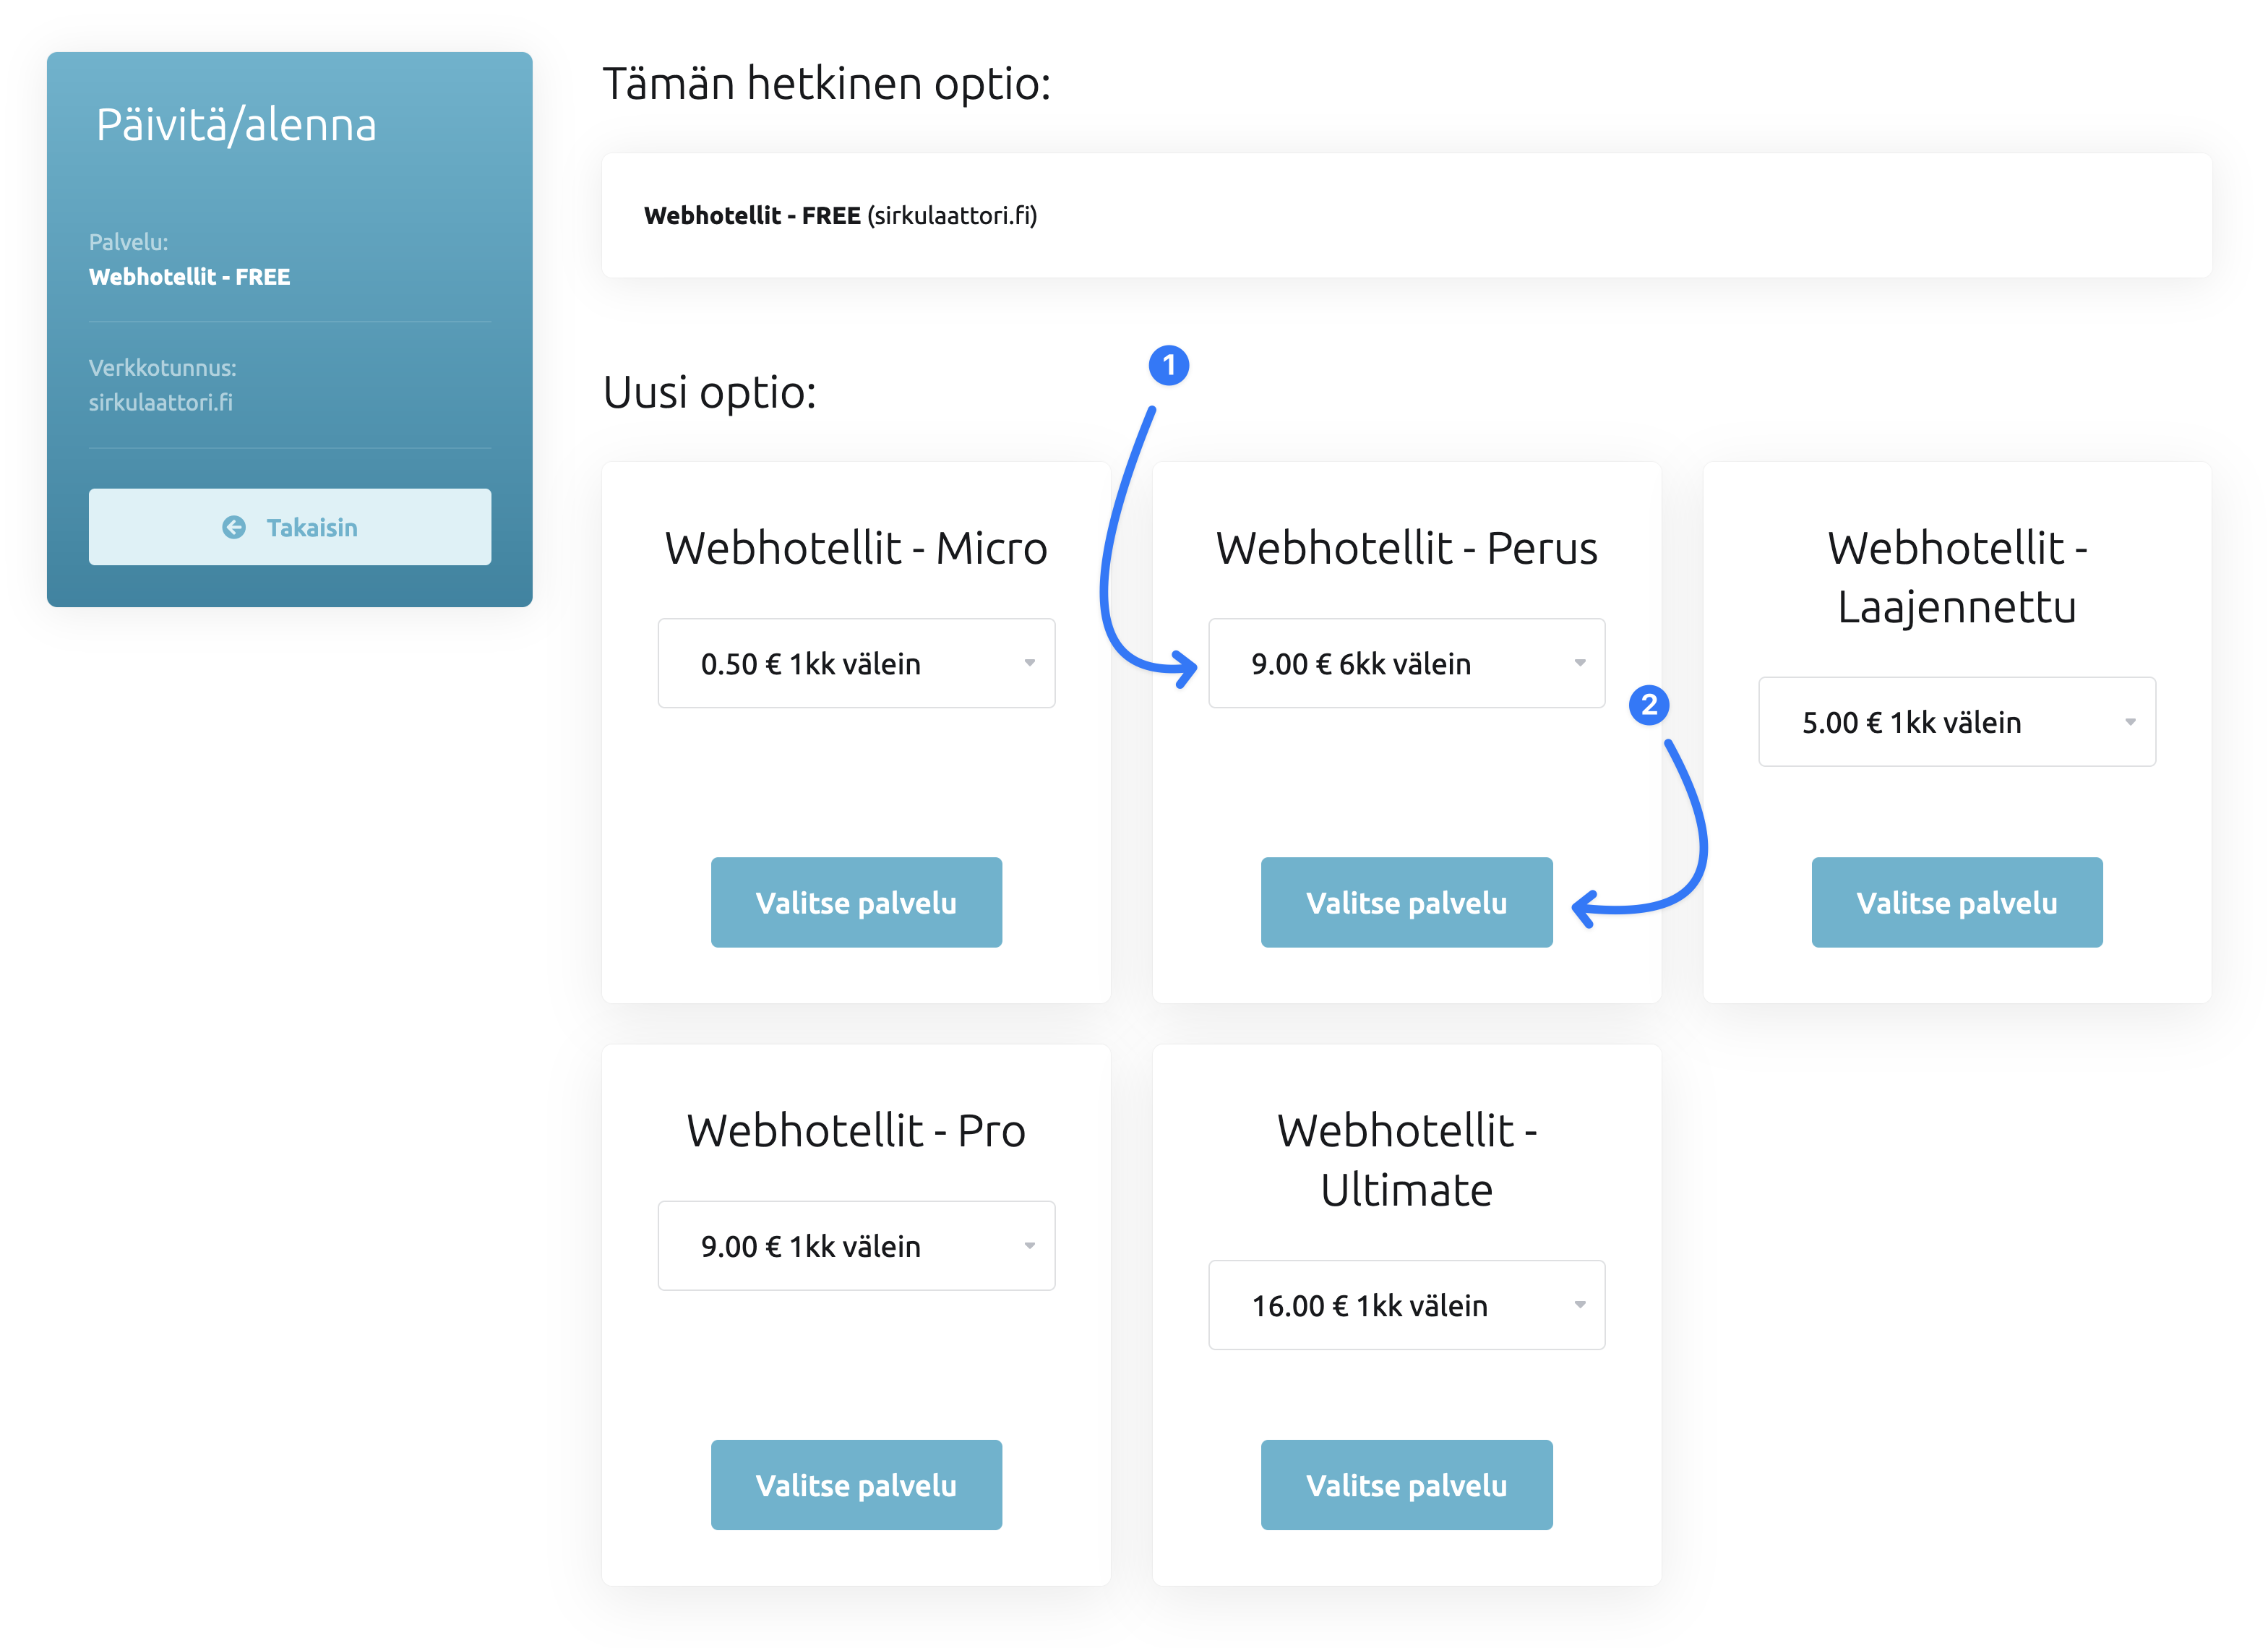 Päivitä/alenna
Palvelu:
Webhotellit - FREE
Verkkotunnus:
sirkulaattori.fi
Takaisin
Tämän hetkinen optio:
Webhotellit - FREE (sirkulaattori.fi)
Uusi optio:
1
Webhotellit - Micro
0.50 € 1kk välein
Valitse palvelu
Webhotellit - Perus
9.00 € 6kk välein
2
Valitse palvelu
Webhotellit -
Laajennettu
5.00 € 1kk välein
Valitse palvelu
Webhotellit - Pro
9.00 € 1kk välein
Valitse palvelu
Webhotellit -
Ultimate
16.00 € 1kk välein
Valitse palvelu